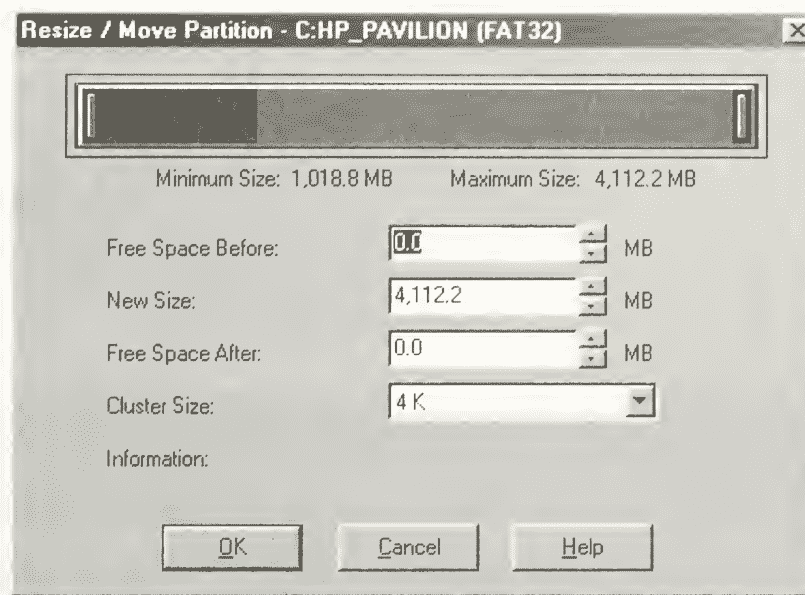 Resize / Move Partition - C:HP_PAVILION (FAT32)
Minimum Size: 1,018.8 MB Maximum Size: 4,112.2 MB
Free Space Before: 0.0 MB
New Size: 4,112.2 MB
Free Space After: 0.0 MB
Cluster Size: 4 K
Information:
OK Cancel Help